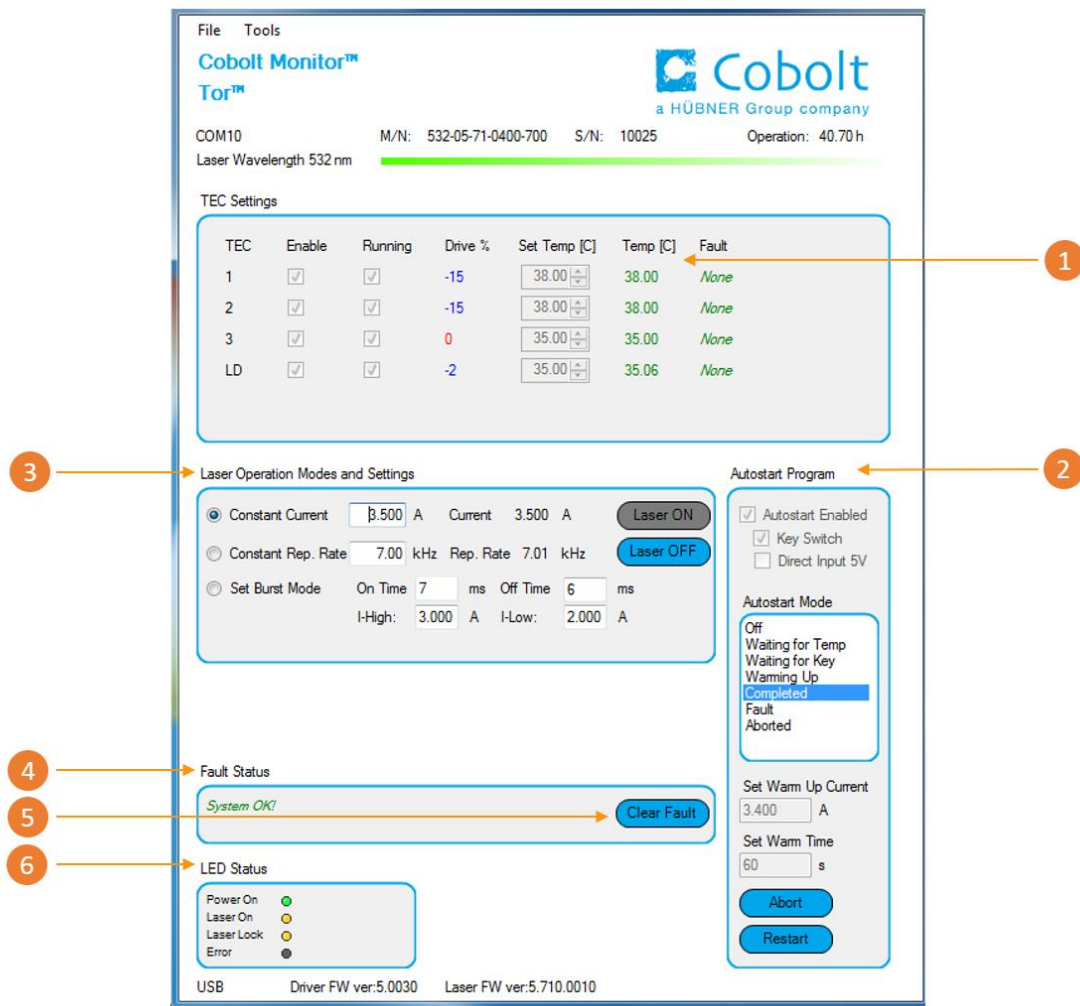 File Tools
Cobolt Monitor™
Tor™
Cobolt
a HÜBNER Group company
COM10 M/N: 532-05-71-0400-700 S/N: 10025 Operation: 40.70 h
Laser Wavelength 532 nm
TEC Settings
TEC Enable Running Drive % Set Temp [C] Temp [C] Fault
1 -15 38.00 38.00 None
2 -15 38.00 38.00 None
3 0 35.00 35.00 None
LD -2 35.00 35.06 None
1
3
Laser Operation Modes and Settings
Constant Current 3.500 A Current 3.500 A Laser ON
Constant Rep. Rate 7.00 kHz Rep. Rate 7.01 kHz Laser OFF
Set Burst Mode On Time 7 ms Off Time 6 ms
I-High: 3.000 A I-Low: 2.000 A
2
Autostart Program
Autostart Enabled
Key Switch
Direct Input 5V
Autostart Mode
Off
Waiting for Temp
Waiting for Key
Warming Up
Completed
Fault
Aborted
Set Warm Up Current
3.400 A
Set Warm Time
60 s
Abort
Restart
4
Fault Status
System OK!
5
Clear Fault
6
LED Status
Power On
Laser On
Laser Lock
Error
USB Driver FW ver:5.0030 Laser FW ver:5.710.0010